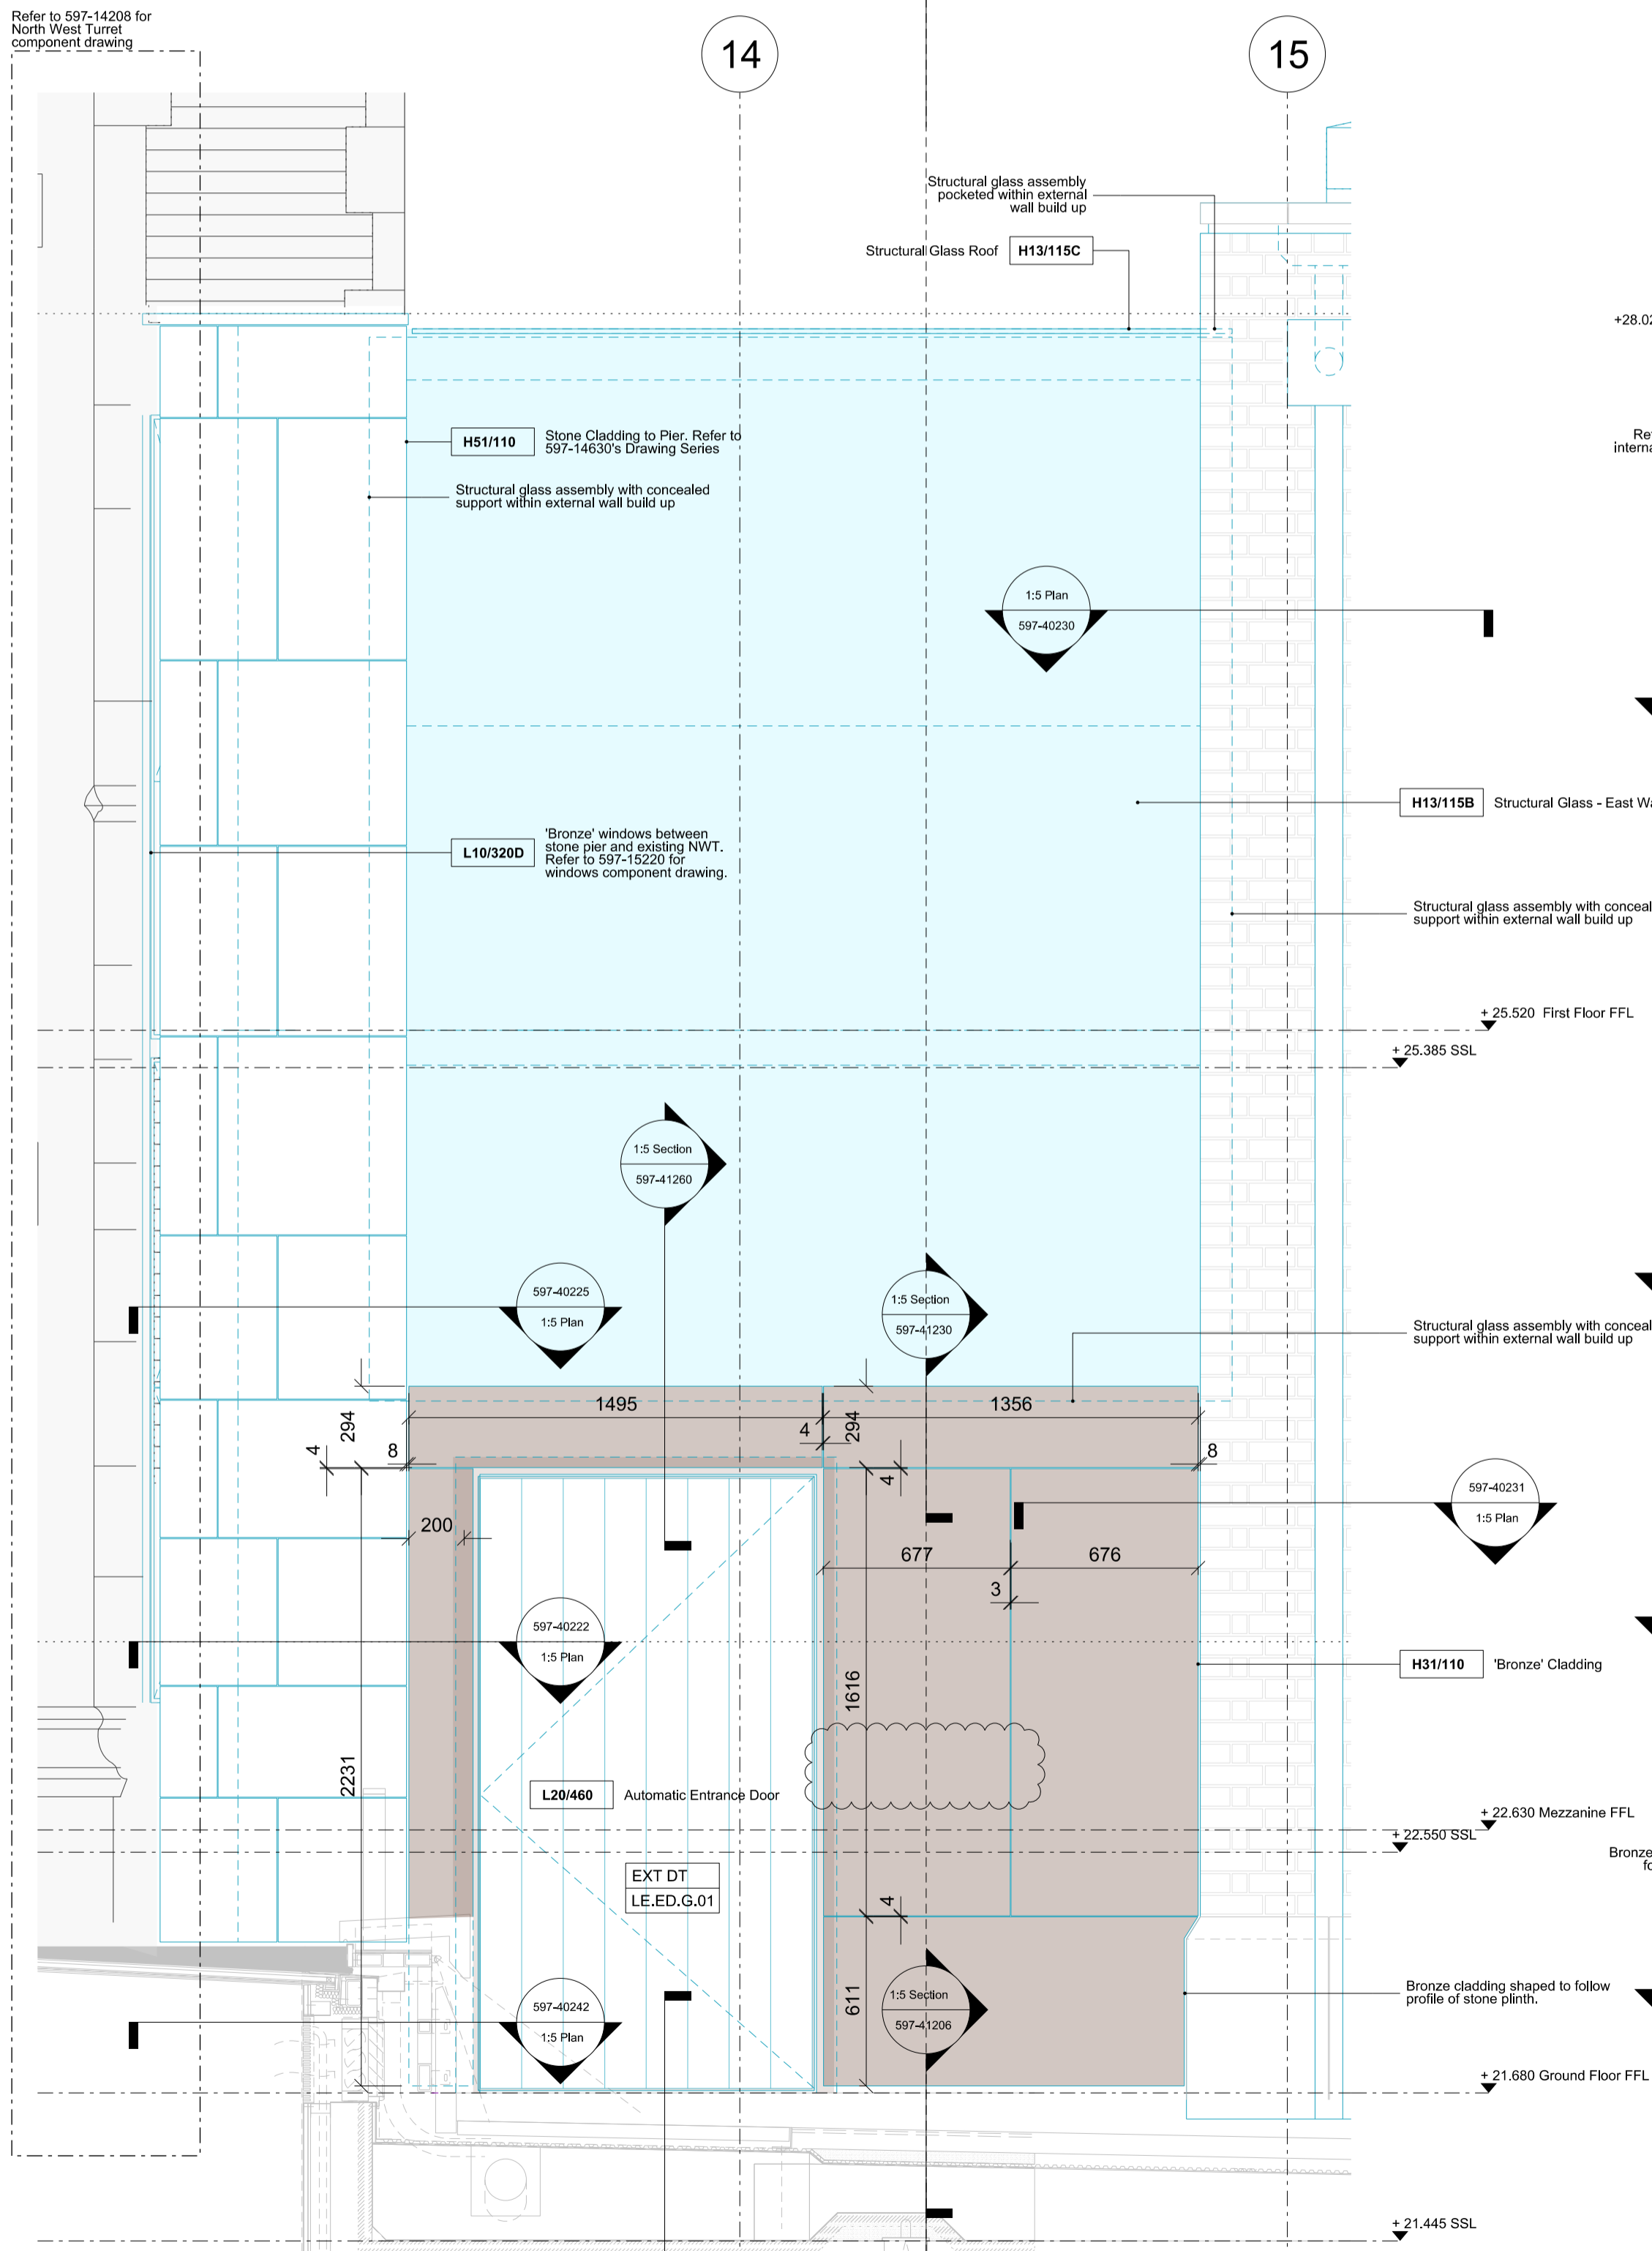 Refer to 597-14208 for
North West Turret
component drawing
14
15
Structural glass assembly
pocketed within external
wall build up
Structural Glass Roof
H13/115C
+28.02
H51/110
Stone Cladding to Pier. Refer to
597-14630's Drawing Series
Structural glass assembly with concealed
support within external wall build up
Re
interna
1:5 Plan
597-40230
H13/115B
Structural Glass - East Wa
L10/320D
'Bronze' windows between
stone pier and existing NWT.
Refer to 597-15220 for
windows component drawing.
Structural glass assembly with conceal
support within external wall build up
+ 25.520 First Floor FFL
+ 25.385 SSL
1:5 Section
597-41260
597-40225
1:5 Plan
1:5 Section
597-41230
Structural glass assembly with conceal
support within external wall build up
1495
1356
294
4
8
4
294
4
8
200
597-40231
1:5 Plan
677
676
3
597-40222
1:5 Plan
H31/110
'Bronze' Cladding
1616
2231
L20/460
Automatic Entrance Door
+ 22.630 Mezzanine FFL
+ 22.550 SSL
Bronze
fo
EXT DT
LE.ED.G.01
4
611
1:5 Section
597-41206
Bronze cladding shaped to follow
profile of stone plinth.
597-40242
1:5 Plan
+ 21.680 Ground Floor FFL
+ 21.445 SSL